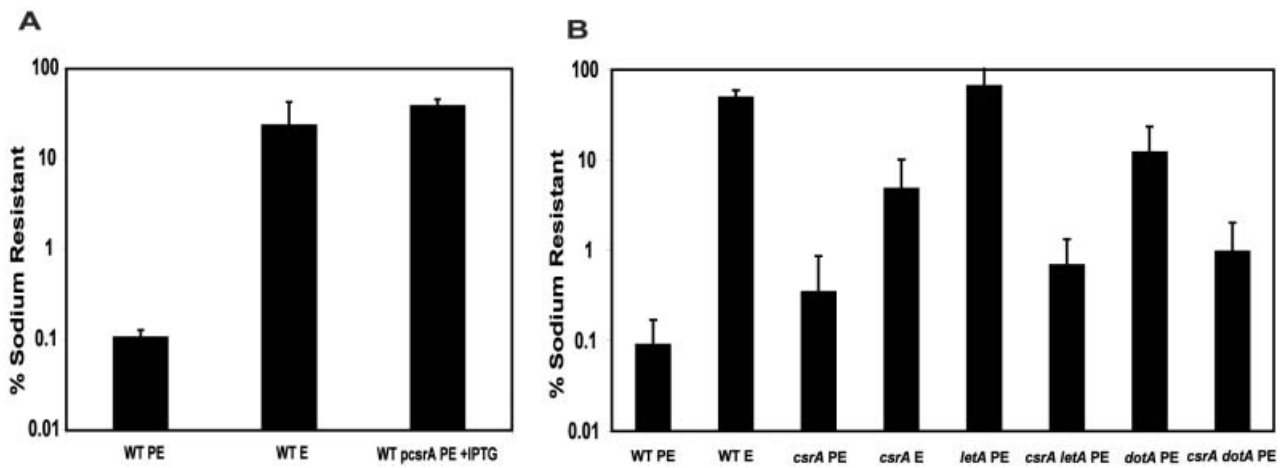 A
% Sodium Resistant
100
10
1
0.1
0.01
WT PE
WT E
WT pcsrA PE +IPTG
B
% Sodium Resistant
100
10
1
0.1
0.01
WT PE
WT E
csrA PE
csrA E
letA PE
csrA letA PE
dotA PE
csrA dotA PE